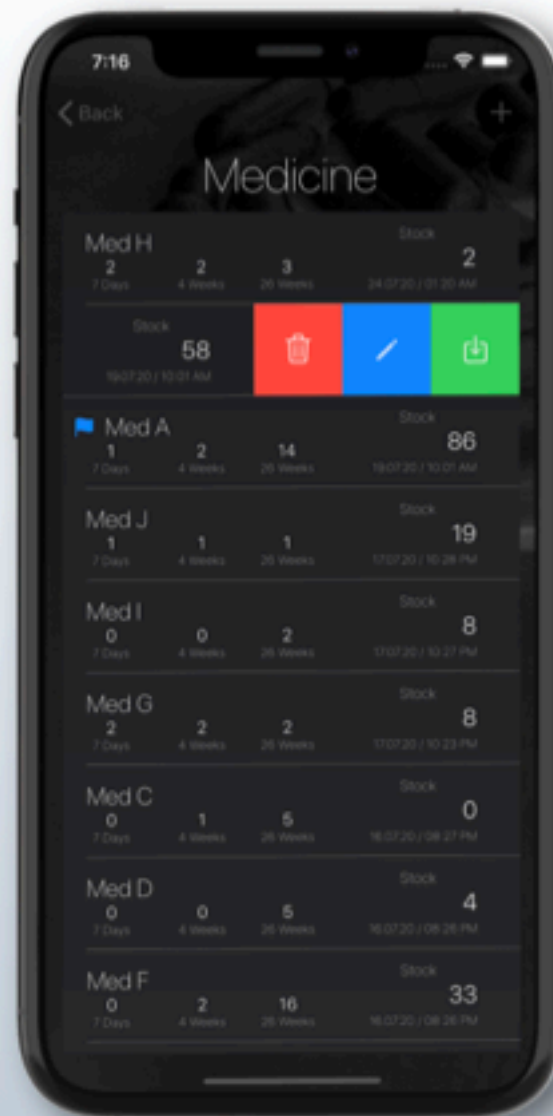 7:16
Back
Medicine
Med H
Stock
2 2 3 2
7 Days 4 Weeks 26 Weeks 24.07.20 / 01:20 AM
Stock
58
19.07.20 / 10:01 AM
Med A
Stock
1 2 14 86
7 Days 4 Weeks 26 Weeks 19.07.20 / 10:01 AM
Med J
Stock
1 1 1 19
7 Days 4 Weeks 26 Weeks 17.07.20 / 10:28 PM
Med I
Stock
0 0 2 8
7 Days 4 Weeks 26 Weeks 17.07.20 / 10:27 PM
Med G
Stock
2 2 2 8
7 Days 4 Weeks 26 Weeks 17.07.20 / 10:23 PM
Med C
Stock
0 1 5 0
7 Days 4 Weeks 26 Weeks 16.07.20 / 08:27 PM
Med D
Stock
0 0 5 4
7 Days 4 Weeks 26 Weeks 16.07.20 / 08:26 PM
Med F
Stock
0 2 16 33
7 Days 4 Weeks 26 Weeks 16.07.20 / 08:26 PM